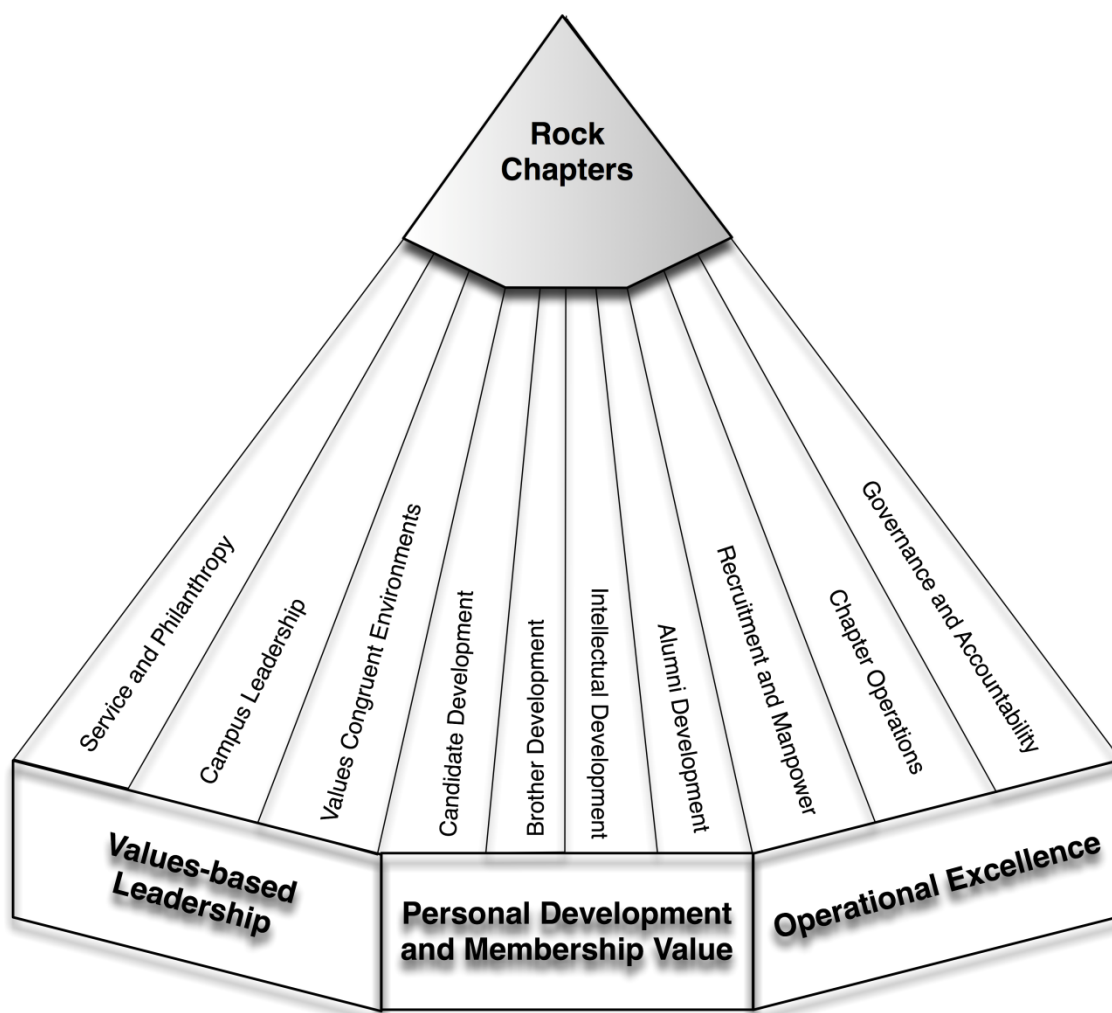 Rock
Chapters
Service and Philanthropy
Campus Leadership
Values Congruent Environments
Candidate Development
Brother Development
Intellectual Development
Alumni Development
Recruitment and Manpower
Chapter Operations
Governance and Accountability
Values-based
Leadership
Personal Development
and Membership Value
Operational Excellence